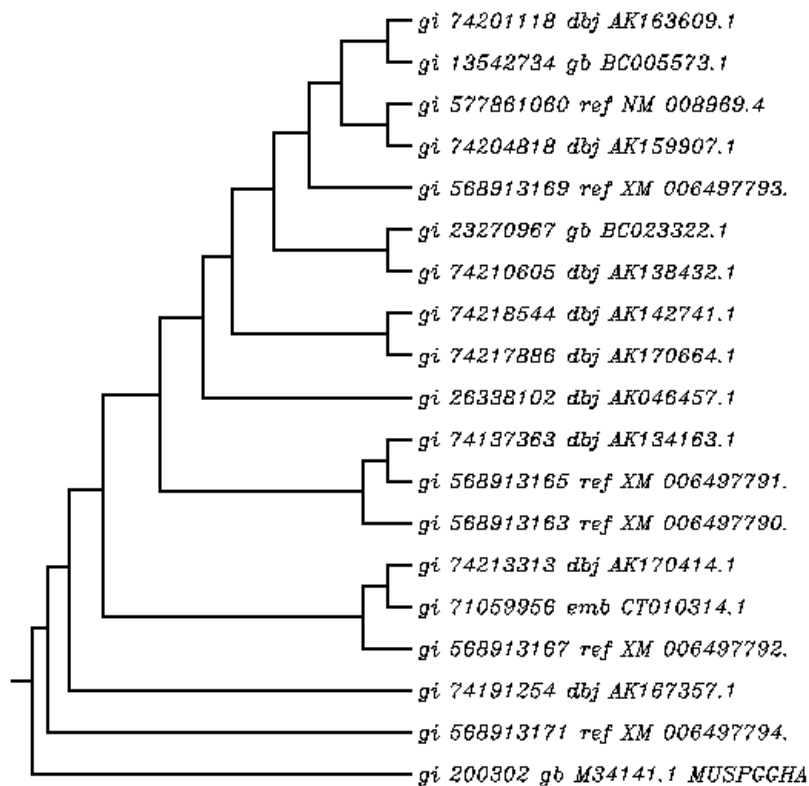 gi 74201118 dbj AK163609.1
gi 13542734 gb BC005573.1
gi 577861060 ref NM 008969.4
gi 74204818 dbj AK159907.1
gi 568913169 ref XM 006497793.
gi 23270967 gb BC023322.1
gi 74210605 dbj AK138432.1
gi 74218544 dbj AK142741.1
gi 74217886 dbj AK170664.1
gi 26338102 dbj AK046457.1
gi 74137363 dbj AK134163.1
gi 568913165 ref XM 006497791.
gi 568913163 ref XM 006497790.
gi 74213313 dbj AK170414.1
gi 71059956 emb CT010314.1
gi 568913167 ref XM 006497792.
gi 74191254 dbj AK167357.1
gi 568913171 ref XM 006497794.
gi 200302 gb M34141.1 MUSPGGHA